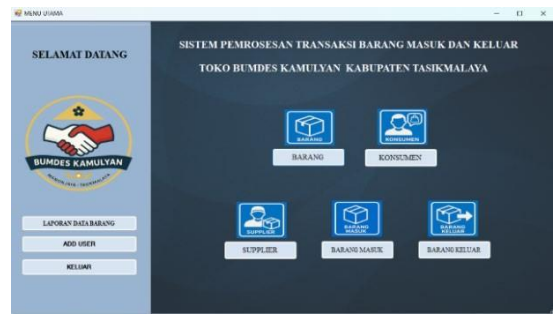 MENU UTAMA
SELAMAT DATANG
SISTEM PEMROSESAN TRANSAKSI BARANG MASUK DAN KELUAR
TOKO BUMDES KAMULYAN KABUPATEN TASIKMALAYA
BUMDES KAMULYAN
BARANG
KONSUMEN
BARANG
KONSUMEN
LAPORAN DATA BARANG
ADD USER
KELUAR
SUPPLIER
BARANG
MASUK
BARANG
KELUAR
SUPPLIER
BARANG MASUK
BARANG KELUAR